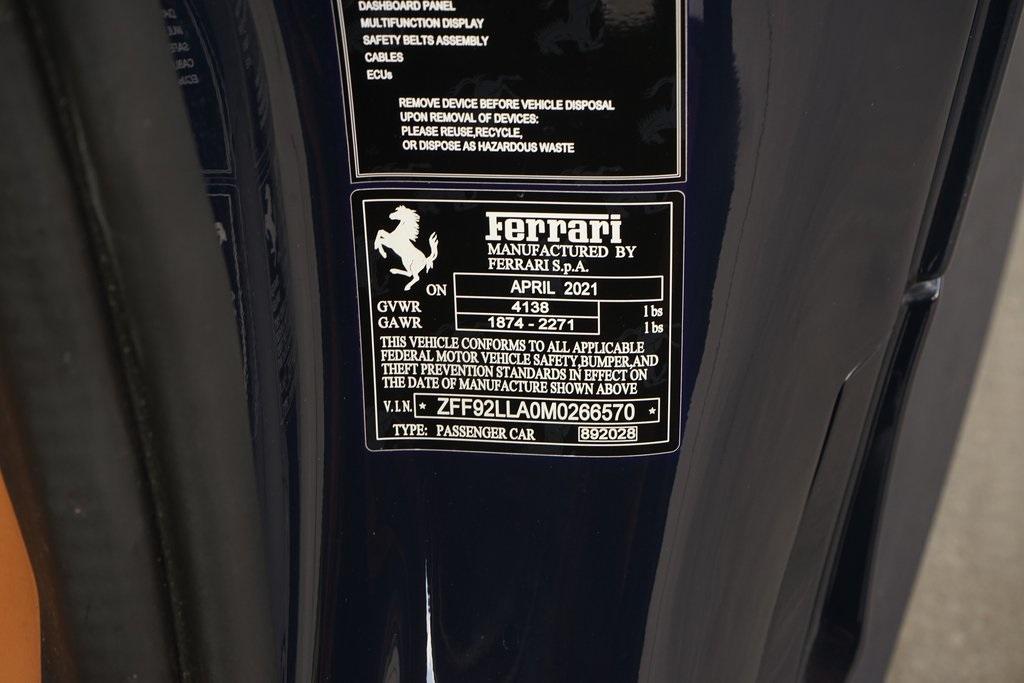 DASHBOARD PANEL
MULTIFUNCTION DISPLAY
SAFETY BELTS ASSEMBLY
CABLES
ECUs
REMOVE DEVICE BEFORE VEHICLE DISPOSAL
UPON REMOVAL OF DEVICES:
PLEASE REUSE,RECYCLE,
OR DISPOSE AS HAZARDOUS WASTE
Ferrari
MANUFACTURED BY
FERRARI S.p.A.
ON APRIL 2021
GVWR 4138 lbs
GAWR 1874 - 2271 lbs
THIS VEHICLE CONFORMS TO ALL APPLICABLE
FEDERAL MOTOR VEHICLE SAFETY,BUMPER,AND
THEFT PREVENTION STANDARDS IN EFFECT ON
THE DATE OF MANUFACTURE SHOWN ABOVE
V.I.N. * ZFF92LLA0M0266570 *
TYPE: PASSENGER CAR 892028